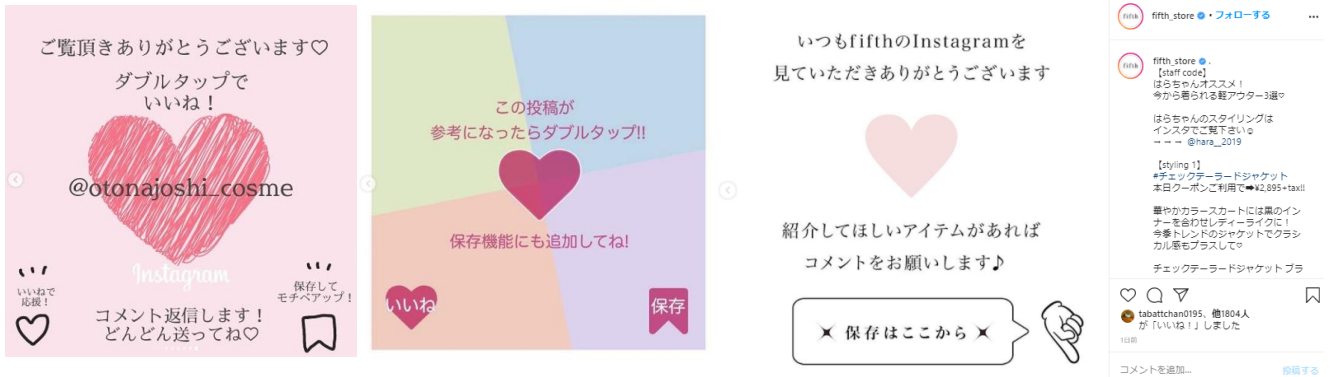 ご覧頂きありがとうございます♡
ダブルタップで
いいね！
@otonajoshi_cosme
Instagram
いいねで
応援！
保存して
モチベアップ！
コメント返信します！
どんどん送ってね♡
この投稿が
参考になったらダブルタップ!!
保存機能にも追加してね!
いいね
保存
いつもfifthのInstagramを
見ていただきありがとうございます
紹介してほしいアイテムがあれば
コメントをお願いします♪
保存はここから
fifth
fifth_store • フォローする
fifth
fifth_store .
【staff code】
はらちゃんオススメ！
今から着られる軽アウター3選♡
はらちゃんのスタイリングは
インスタでご覧下さい☺
→→→ @hara__2019
【styling 1】
#チェックテーラードジャケット
本日クーポンご利用で➡¥2,895+tax!!
華やかカラースカートには黒のイン
ナーを合わせレディーライクに！
今季トレンドのジャケットでクラシ
カル感もプラスして♡
チェックテーラードジャケット ブラ
tabattchan0195、他1804人
が「いいね！」しました
1日前
コメントを追加... 投稿する